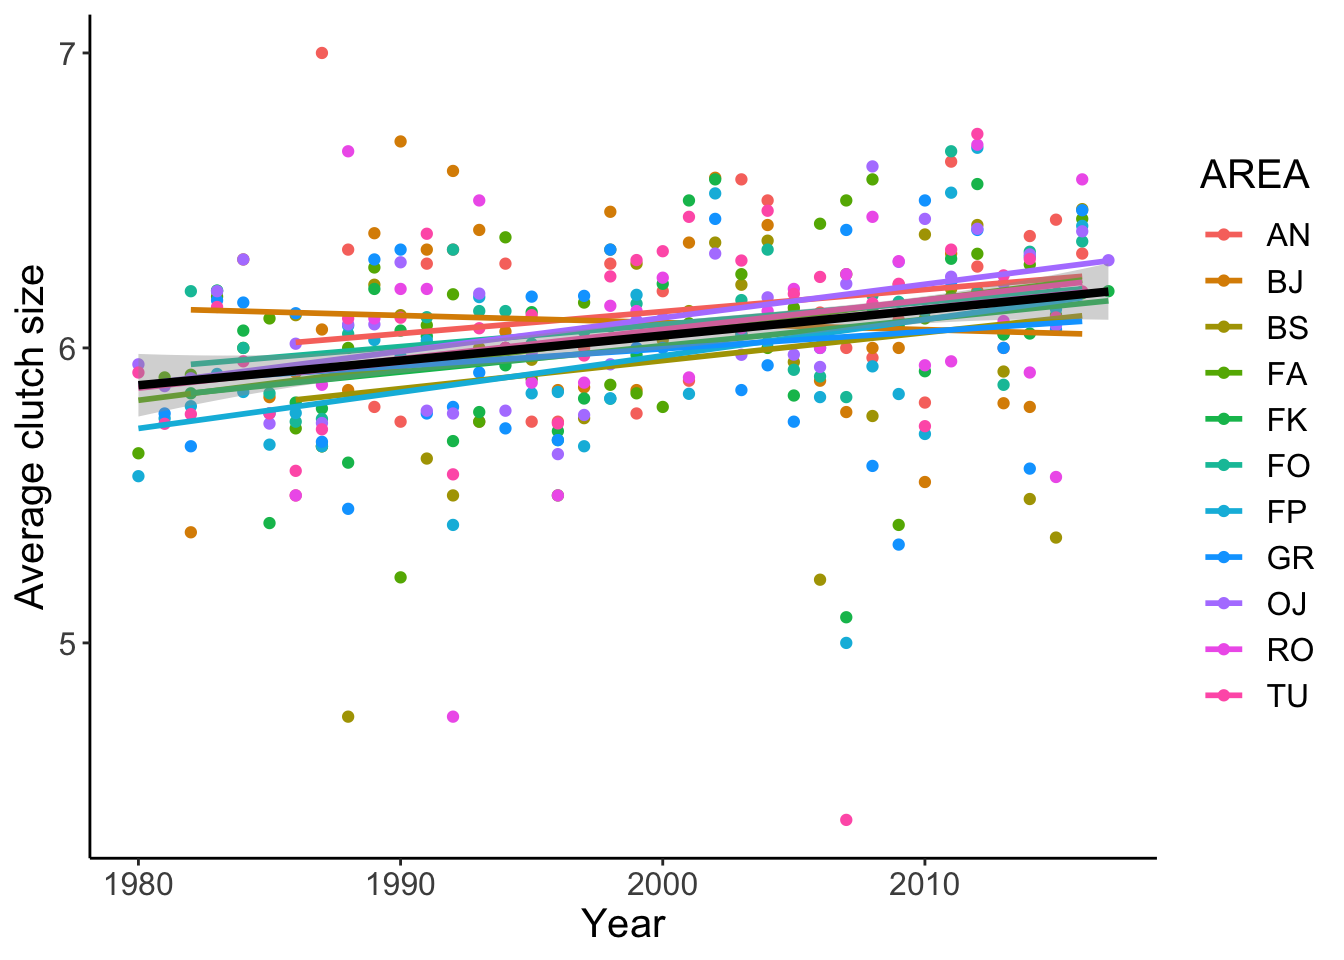 Average clutch size
7
6
5
1980
1990
2000
2010
Year
AREA
AN
BJ
BS
FA
FK
FO
FP
GR
OJ
RO
TU